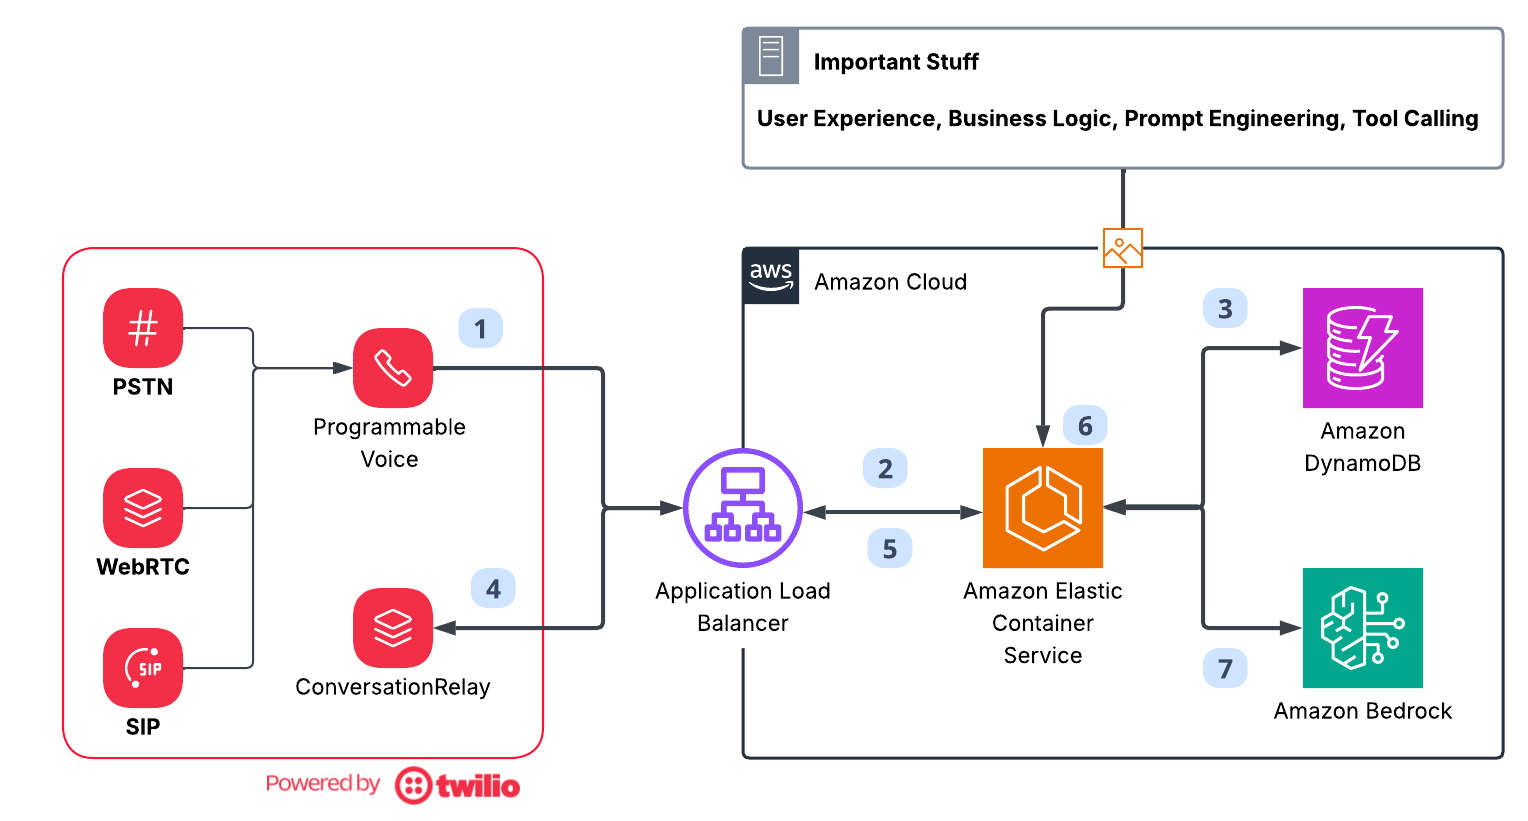 Important Stuff
User Experience, Business Logic, Prompt Engineering, Tool Calling
aws
Amazon Cloud
PSTN
WebRTC
SIP
SIP
Programmable
Voice
1
ConversationRelay
4
Powered by twilio
Application Load
Balancer
2
5
6
Amazon Elastic
Container
Service
3
Amazon
DynamoDB
7
Amazon Bedrock